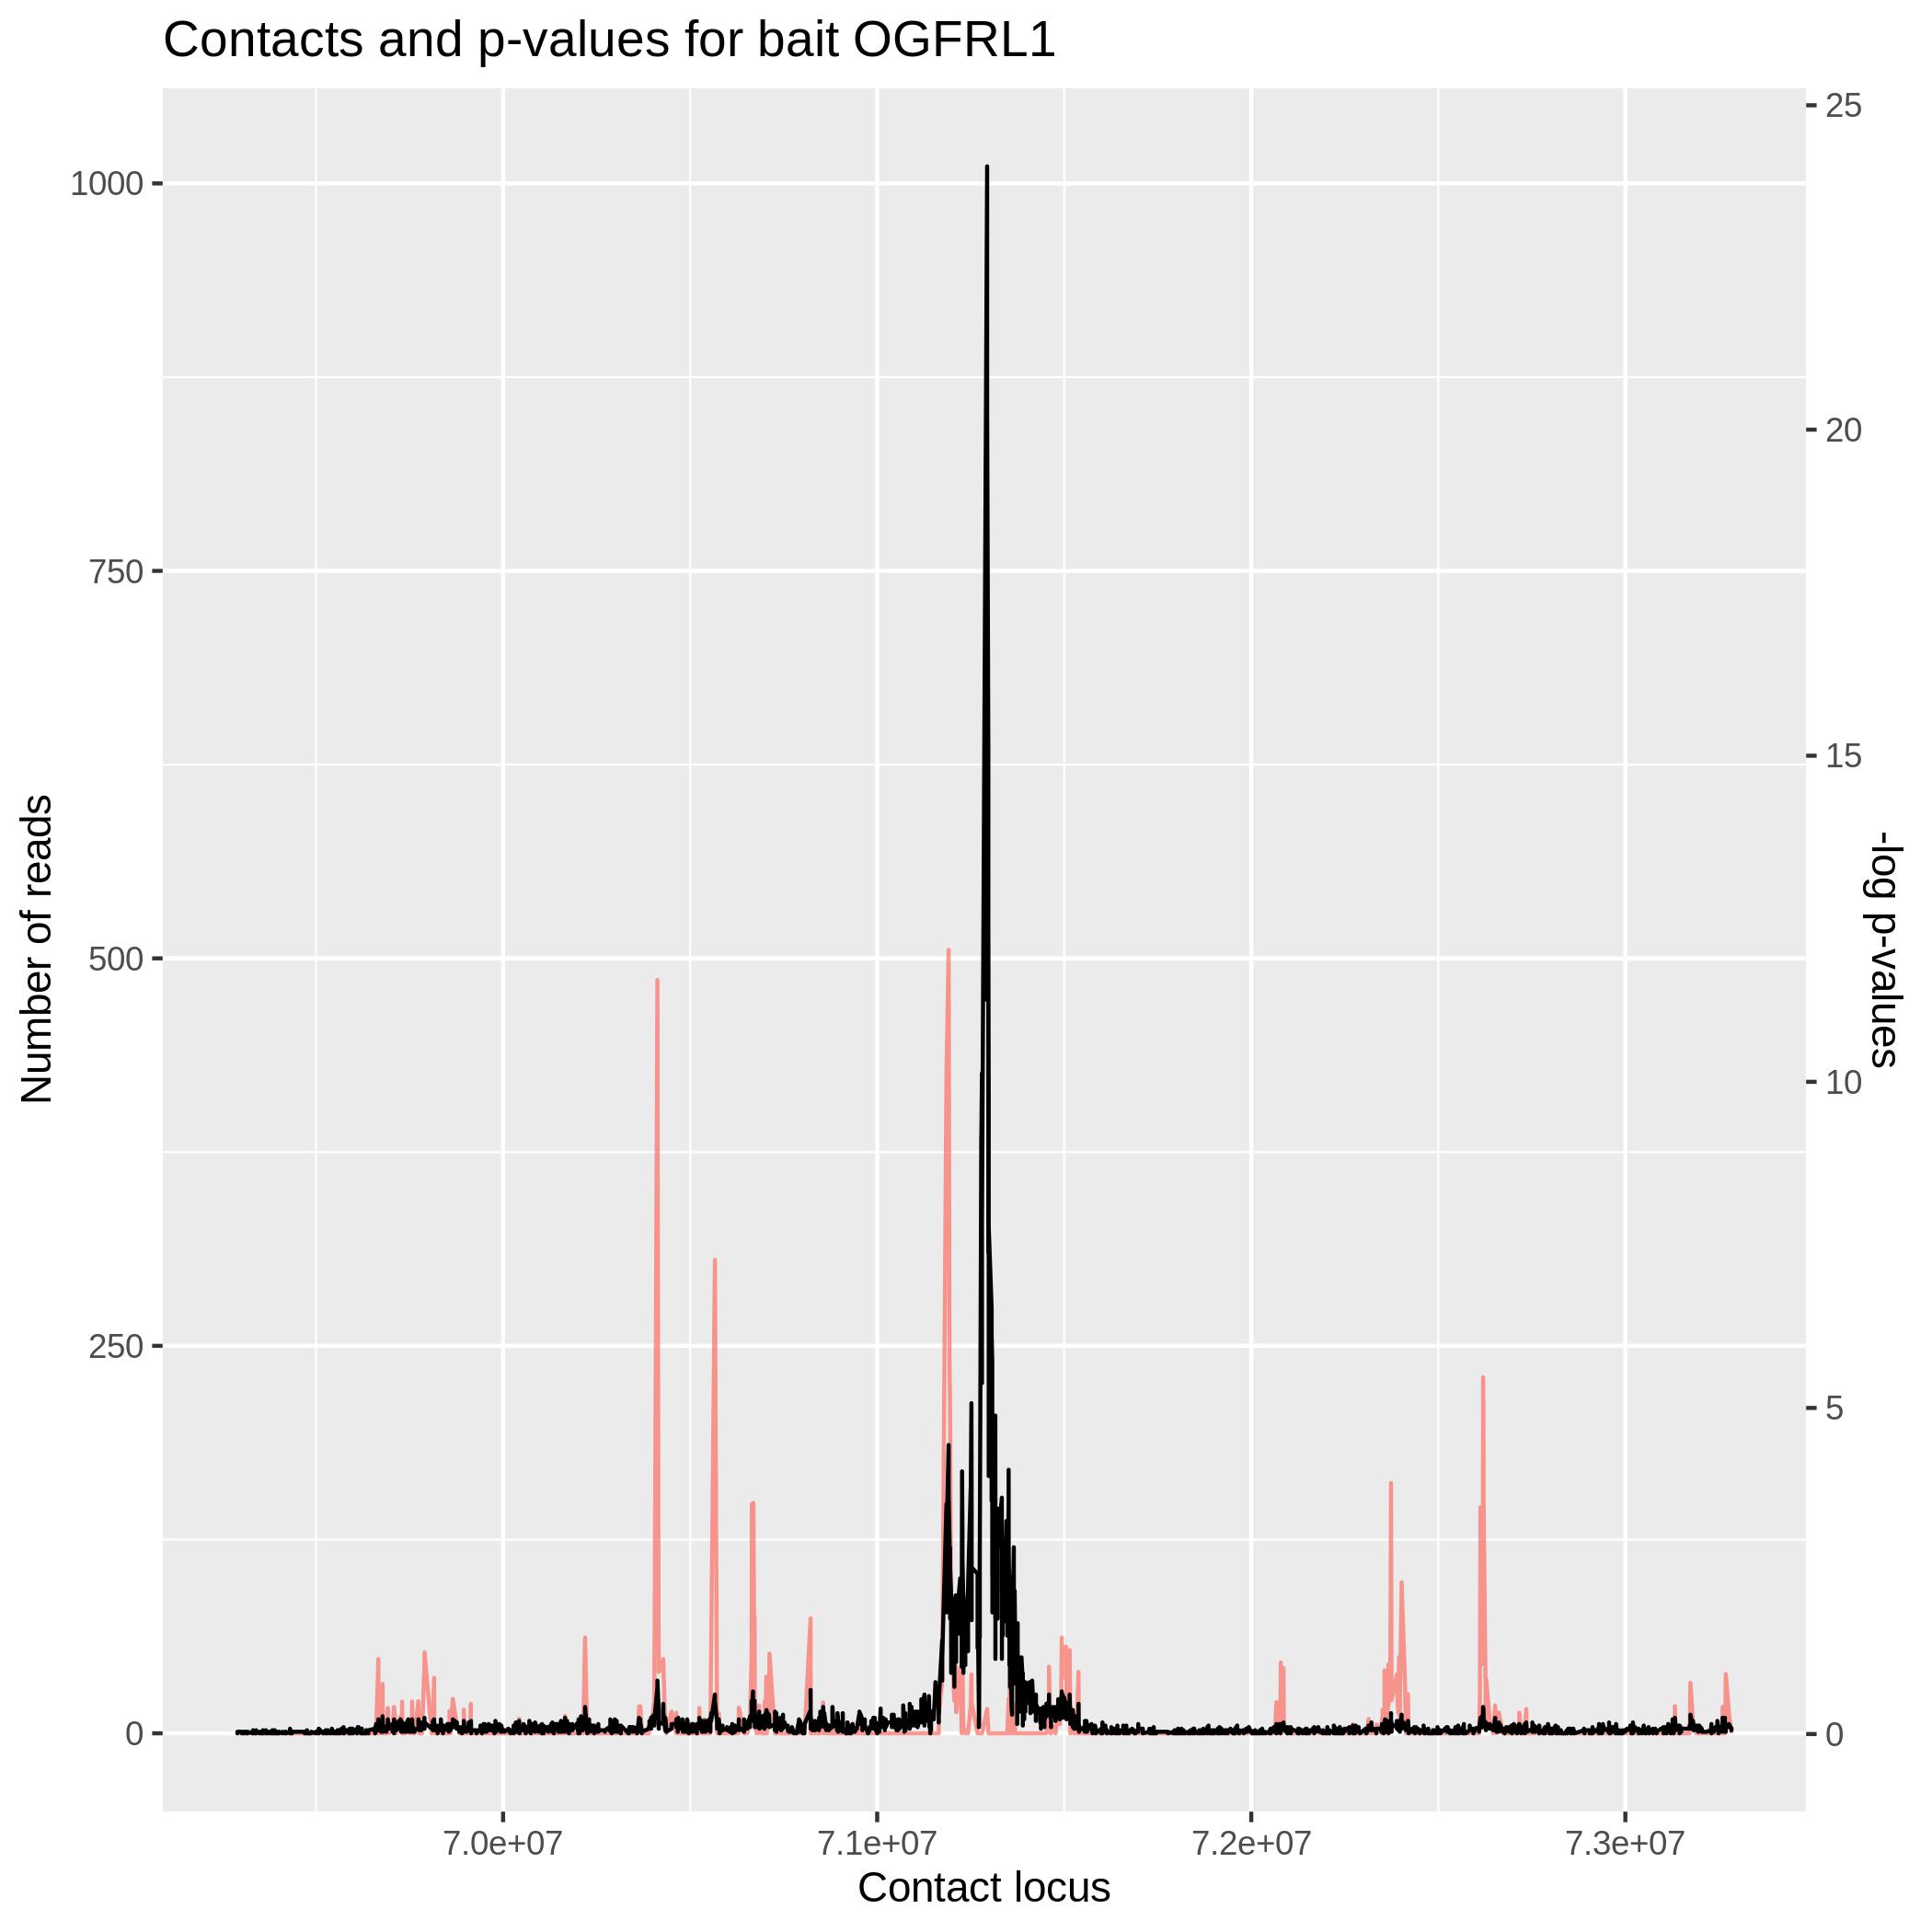 Contacts and p-values for bait OGFRL1
Number of reads
1000
750
500
250
0
25
20
15
10
5
0
-log p-values
7.0e+07
7.1e+07
7.2e+07
7.3e+07
Contact locus